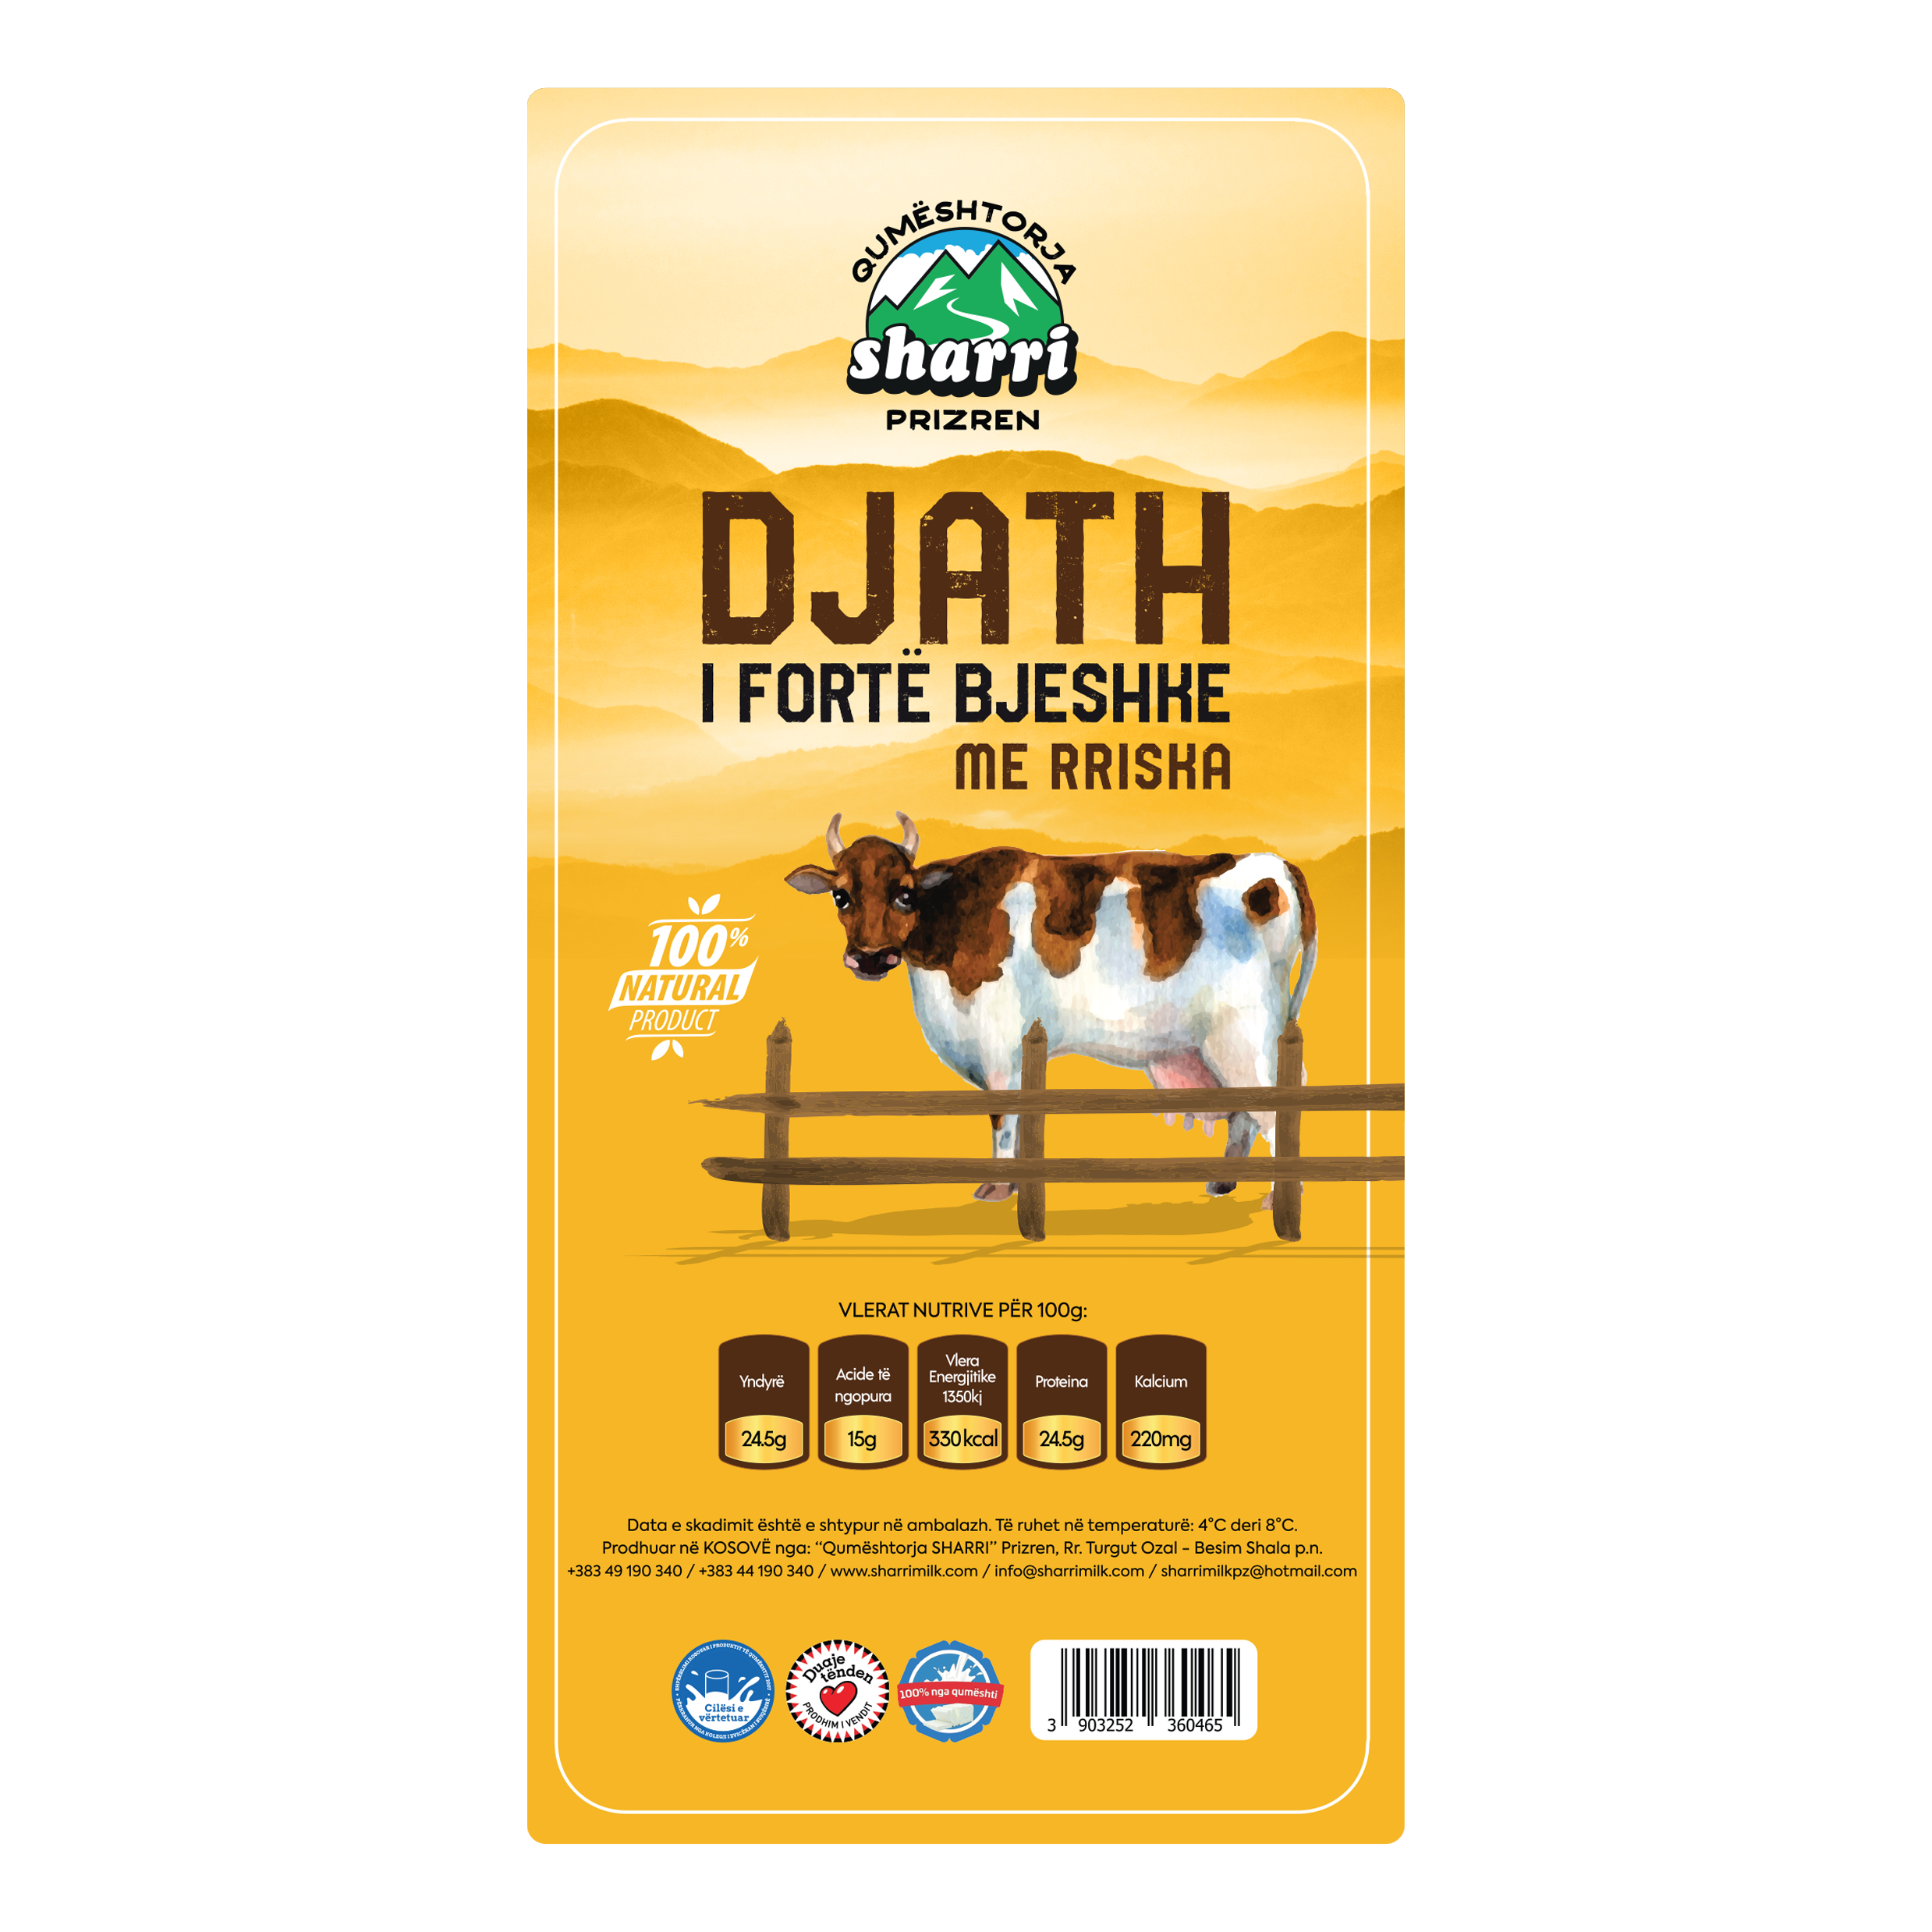 QUMËSHTORJA
sharri
PRIZREN
DJATH
I FORTË BJESHKE
ME RRISKA
100%
NATURAL
PRODUCT
VLERAT NUTRIVE PËR 100g:
Yndyrë
24.5g
Acide të
ngopura
15g
Vlera
Energjitike
1350kj
330kcal
Proteina
24.5g
Kalcium
220mg
Data e skadimit është e shtypur në ambalazh. Të ruhet në temperaturë: 4°C deri 8°C.
Prodhuar në KOSOVË nga: “Qumështorja SHARRI” Prizren, Rr. Turgut Ozal - Besim Shala p.n.
+383 49 190 340 / +383 44 190 340 / www.sharrimilk.com / info@sharrimilk.com / sharrimilkpz@hotmail.com
Cilësi e
vërtetuar
Duaje
tënden
PRODHIM I VENDIT
100% nga qumështi
3 903252 360465